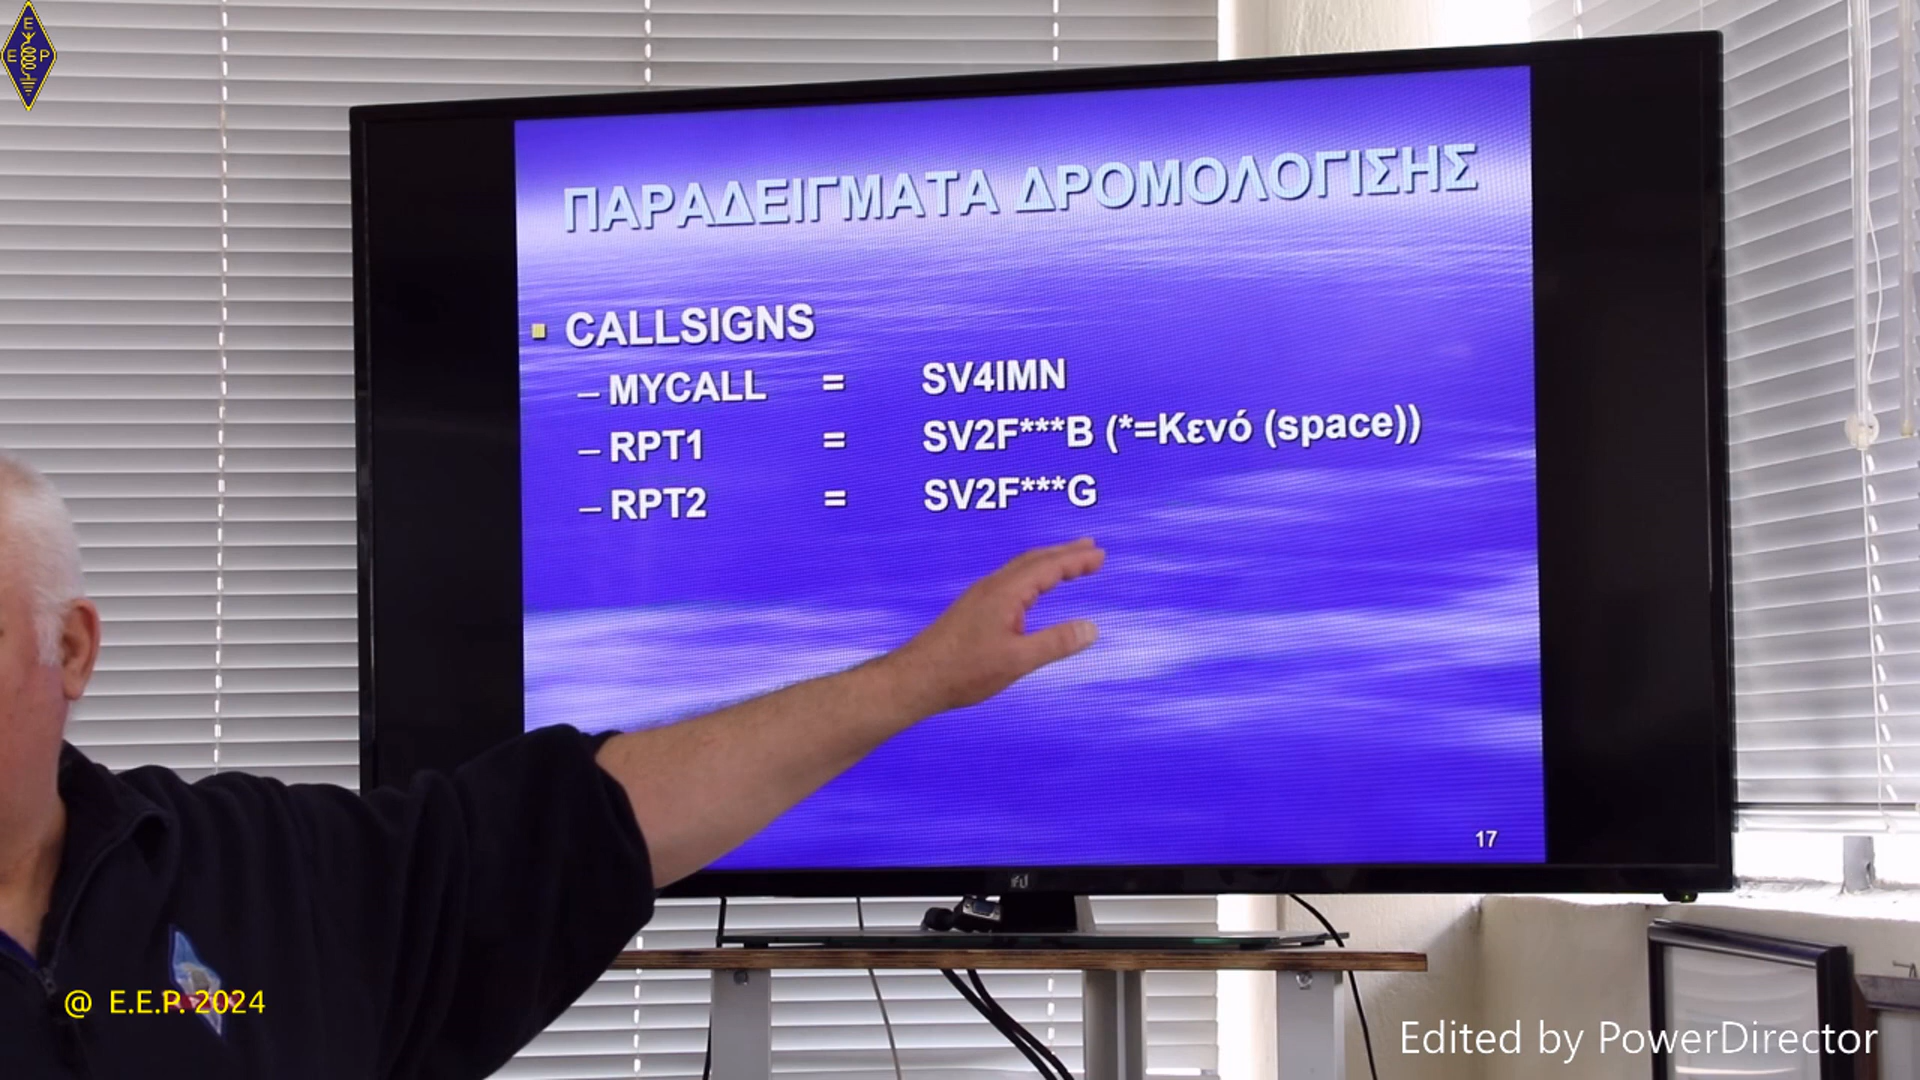 E
E P
ΠΑΡΑΔΕΙΓΜΑΤΑ ΔΡΟΜΟΛΟΓΙΣΗΣ
CALLSIGNS
– MYCALL = SV4IMN
– RPT1 = SV2F***B (*=Κενό (space))
– RPT2 = SV2F***G
17
@ E.E.P. 2024
Edited by PowerDirector